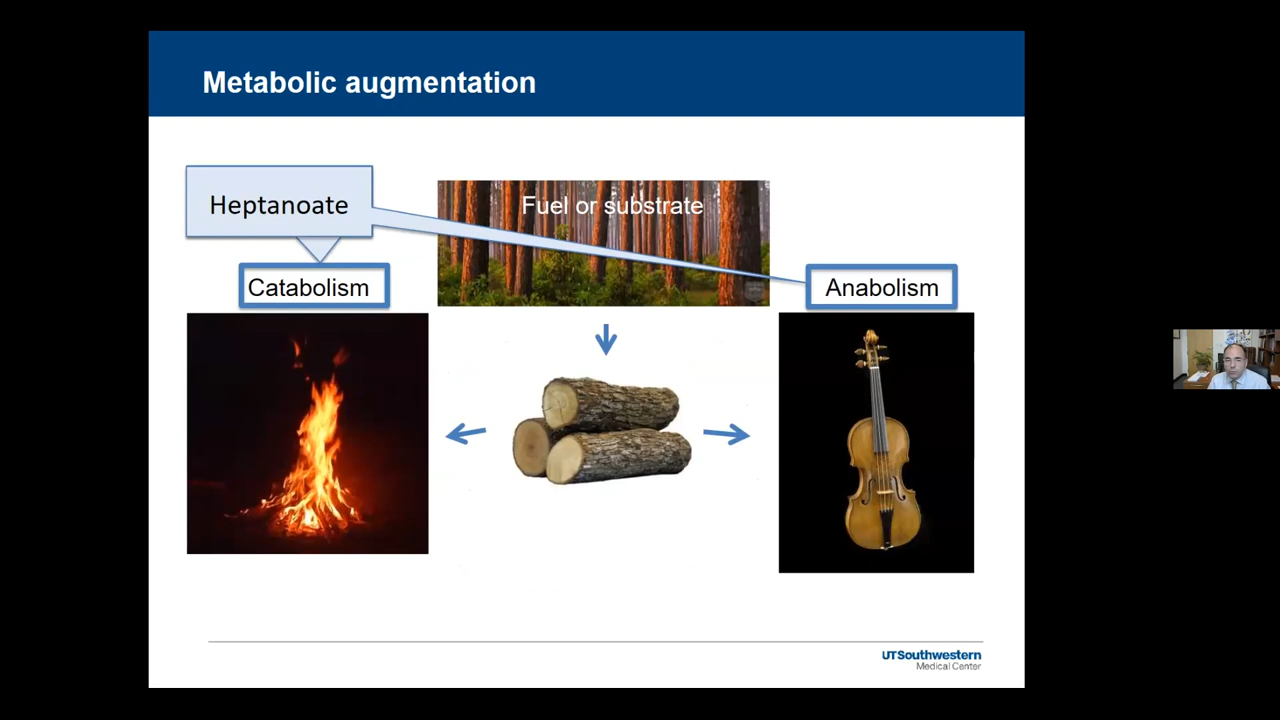 Metabolic augmentation
Heptanoate
Fuel or substrate
Catabolism
Anabolism
UTSouthwestern
Medical Center